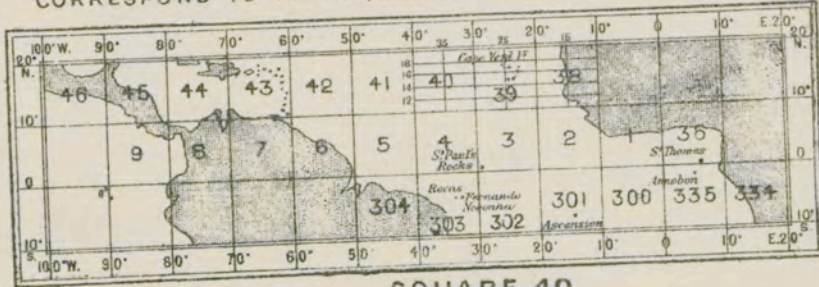 CORRESPOND TO
100°W. 90° 80° 70° 60° 50° 40° 30° 20° 10° 0 10° E.20°
20° N. 35 25 15 20° N.
Cape Verd Iˢ
18
16
14
12
46 45 44 43 42 41 40 39 38
10° 10°
9 8 7 6 5 4 3 2 1 36
Sᵗ Paul's Rocks
Sᵗ Thomas
0 0
Rocas
Fernando Noronha
Annobon
304 303 302 301 300 335 334
Ascension
10° S. 10° S.
100°W. 90° 80° 70° 60° 50° 40° 30° 20° 10° 0 10° E.20°
SQUARE 40